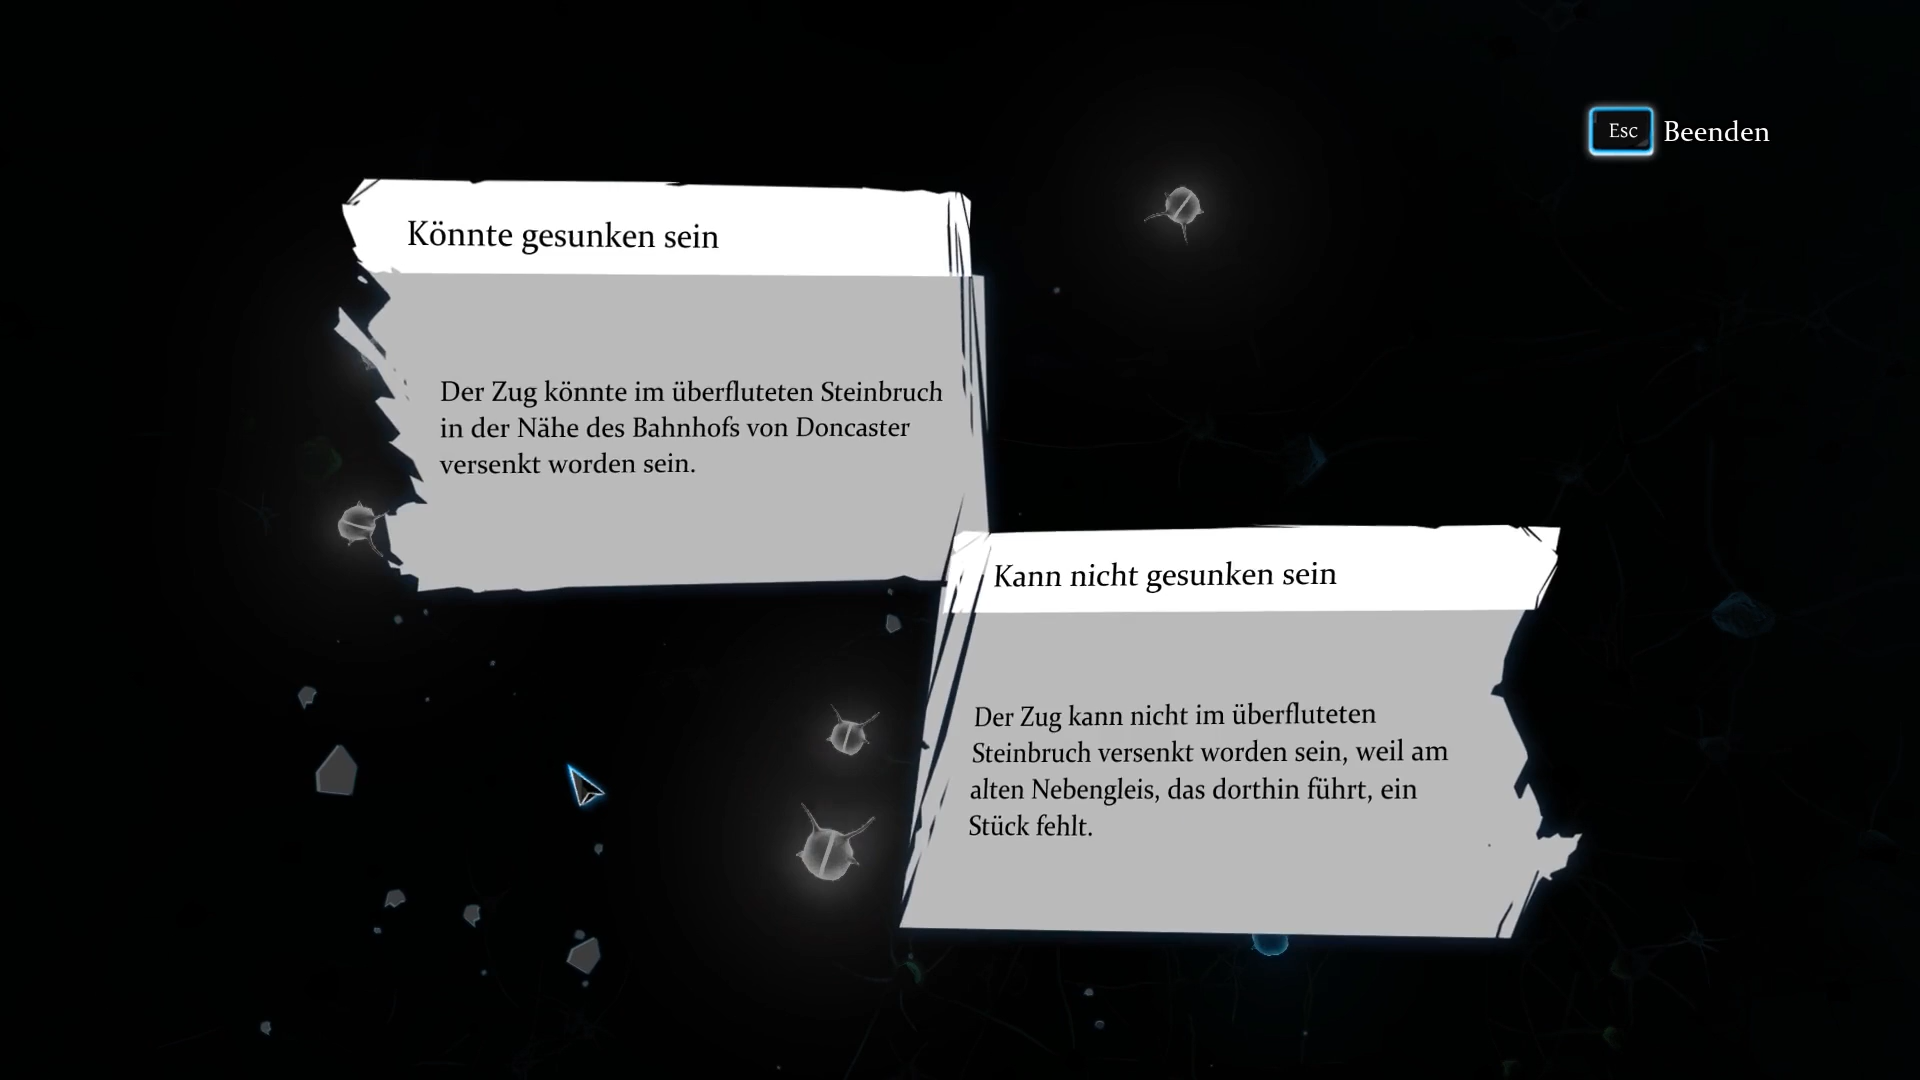 Esc Beenden
Könnte gesunken sein
Der Zug könnte im überfluteten Steinbruch
in der Nähe des Bahnhofs von Doncaster
versenkt worden sein.
Kann nicht gesunken sein
Der Zug kann nicht im überfluteten
Steinbruch versenkt worden sein, weil am
alten Nebengleis, das dorthin führt, ein
Stück fehlt.